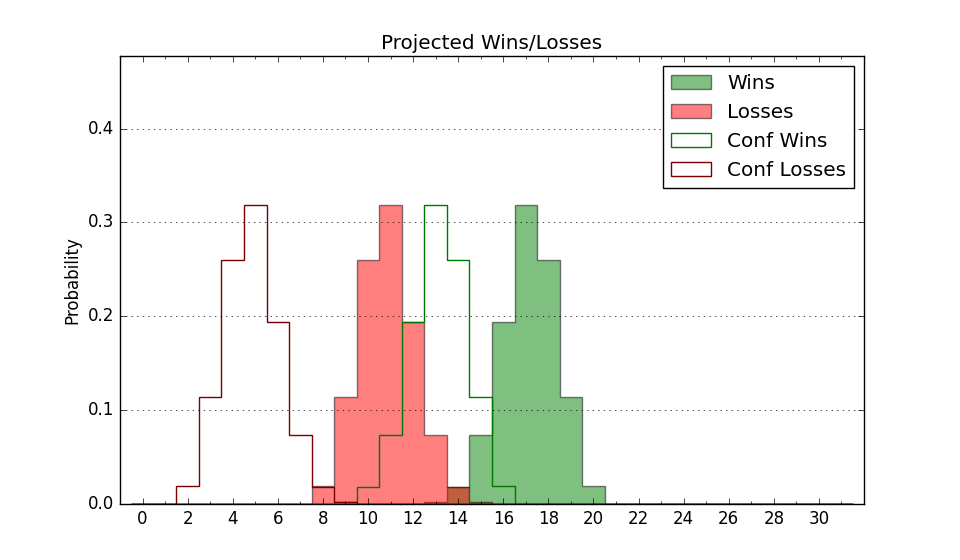 Projected Wins/Losses
Wins
Losses
Conf Wins
Conf Losses
Probability
0.4
0.3
0.2
0.1
0.0
0 2 4 6 8 10 12 14 16 18 20 22 24 26 28 30